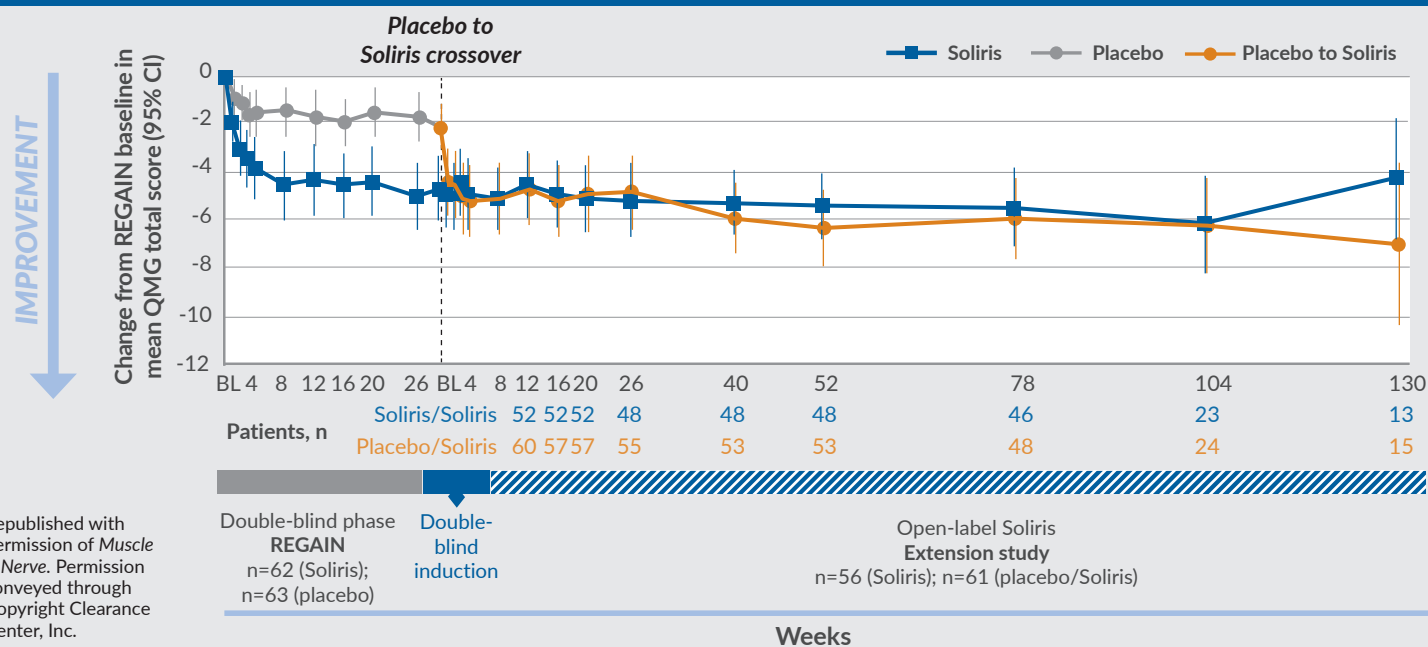 Placebo to
Soliris crossover
Soliris
Placebo
Placebo to Soliris
IMPROVEMENT
Change from REGAIN baseline in
mean QMG total score (95% CI)
0
-2
-4
-6
-8
-10
-12
BL 4 8 12 16 20 26 BL 4 8 12 16 20 26 40 52 78 104 130
Patients, n
Soliris/Soliris 52 52 52 48 48 48 46 23 13
Placebo/Soliris 60 57 57 55 53 53 48 24 15
Double-blind phase
REGAIN
n=62 (Soliris);
n=63 (placebo)
Double-
blind
induction
Open-label Soliris
Extension study
n=56 (Soliris); n=61 (placebo/Soliris)
Weeks
epublished with
ermission of Muscle
Nerve. Permission
onveyed through
opyright Clearance
enter, Inc.